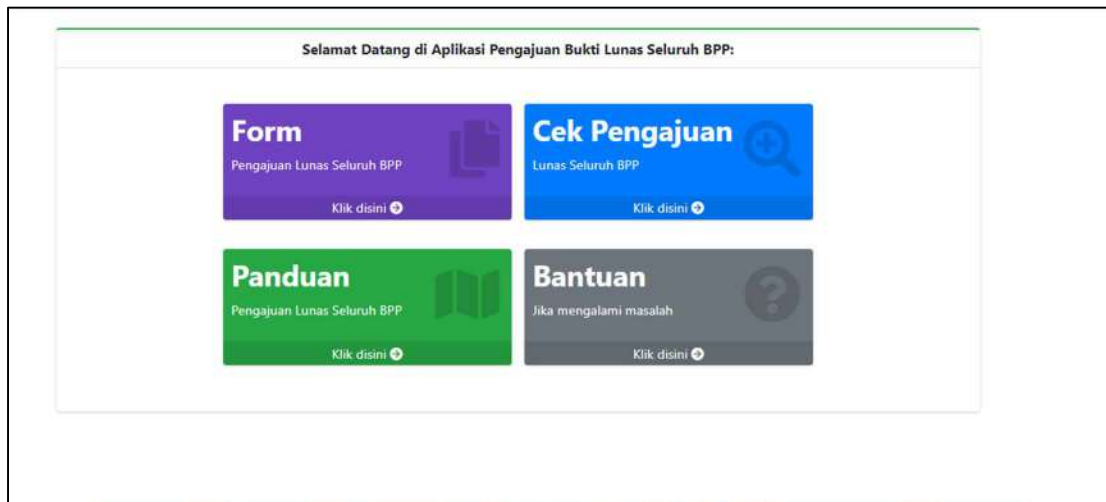 Selamat Datang di Aplikasi Pengajuan Bukti Lunas Seluruh BPP:
Form
Pengajuan Lunas Seluruh BPP
Klik disini
Cek Pengajuan
Lunas Seluruh BPP
Klik disini
Panduan
Pengajuan Lunas Seluruh BPP
Klik disini
Bantuan
Jika mengalami masalah
Klik disini